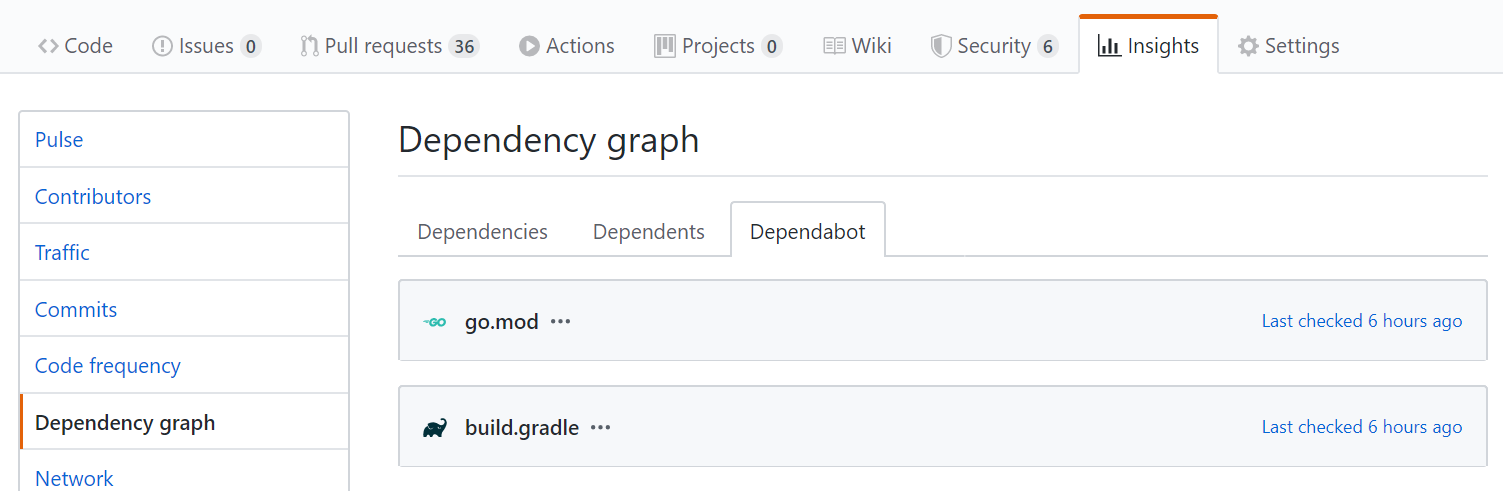 Code Issues 0 Pull requests 36 Actions Projects 0 Wiki Security 6 Insights Settings
Pulse
Contributors
Traffic
Commits
Code frequency
Dependency graph
Network
Dependency graph
Dependencies Dependents Dependabot
GO go.mod ··· Last checked 6 hours ago
build.gradle ··· Last checked 6 hours ago